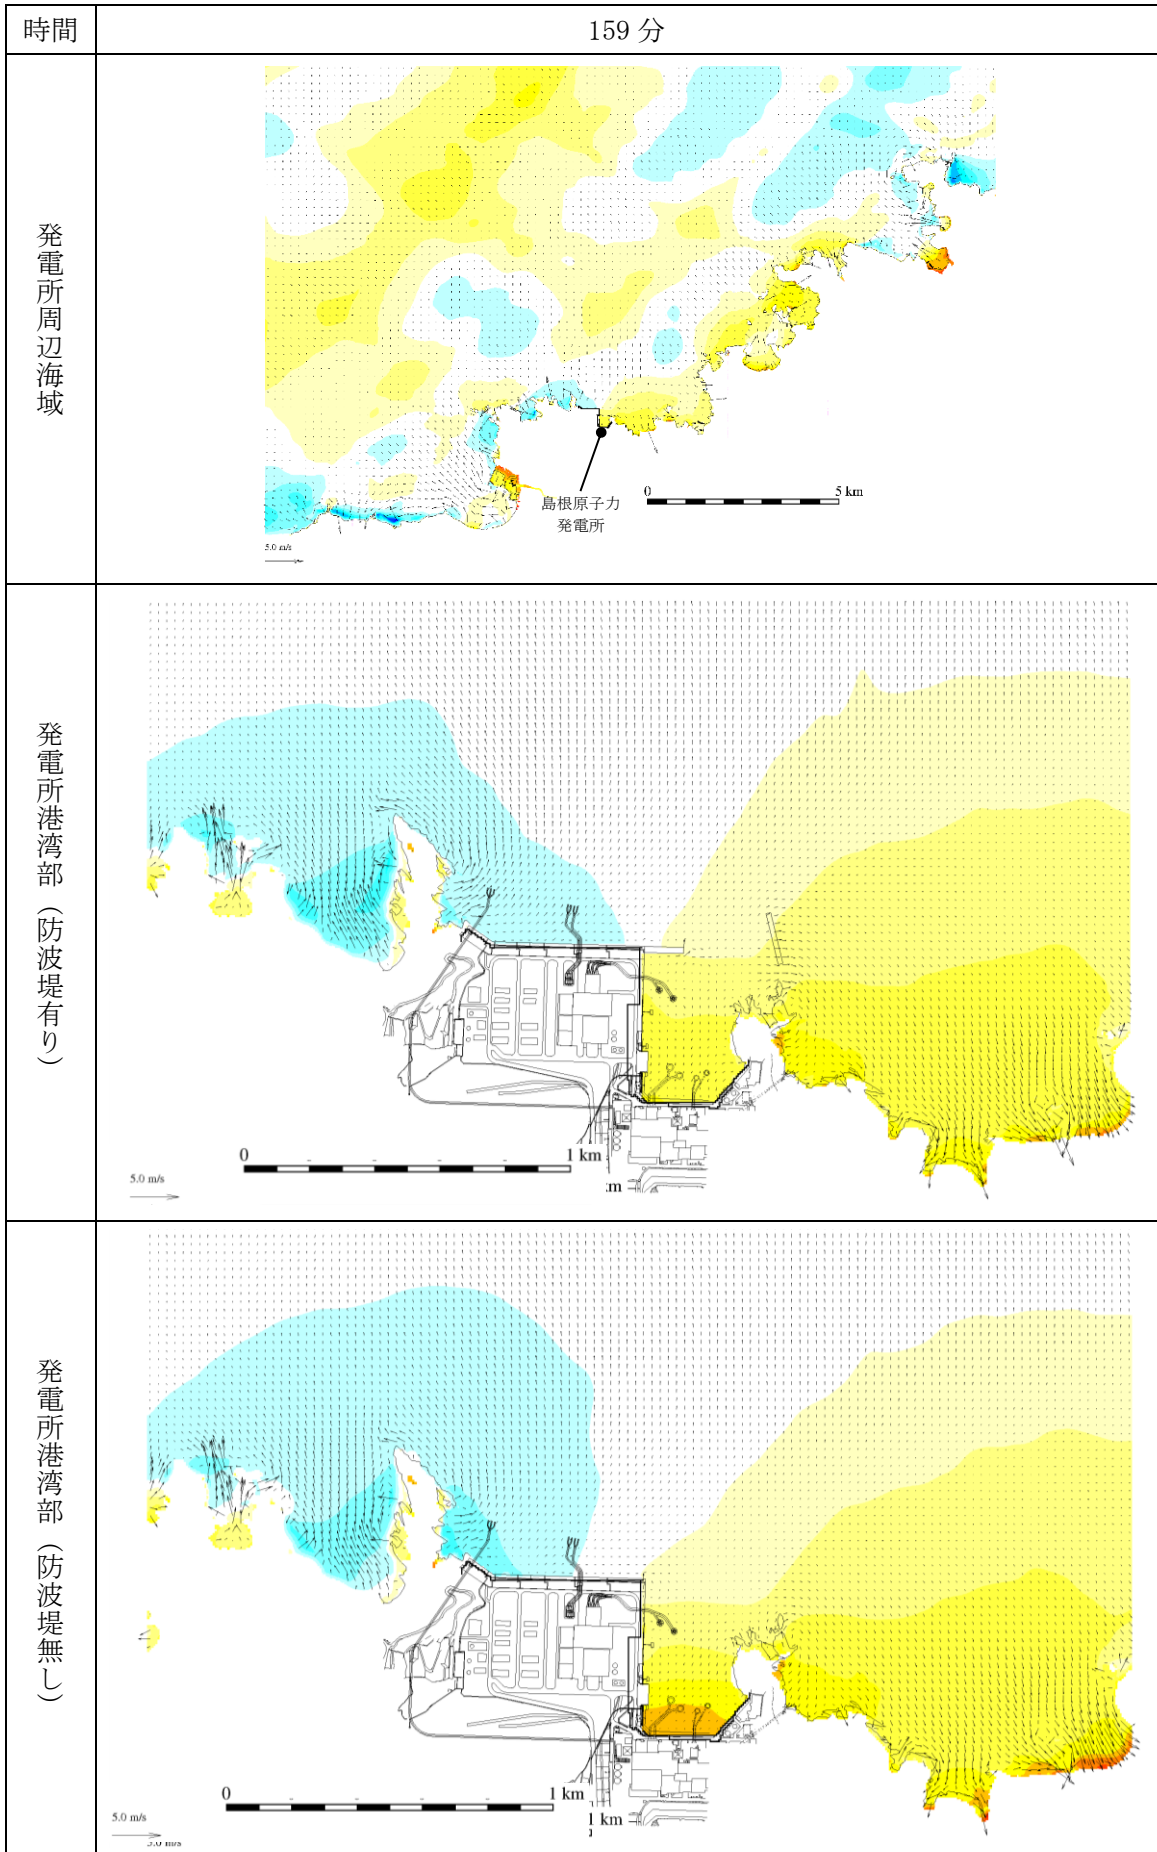 時間
159 分
発電所周辺海域
島根原子力
発電所
0
5 km
5.0 m/s
発電所港湾部（防波堤有り）
0
1 km
5.0 m/s
発電所港湾部（防波堤無し）
0
1 km
1 km
5.0 m/s